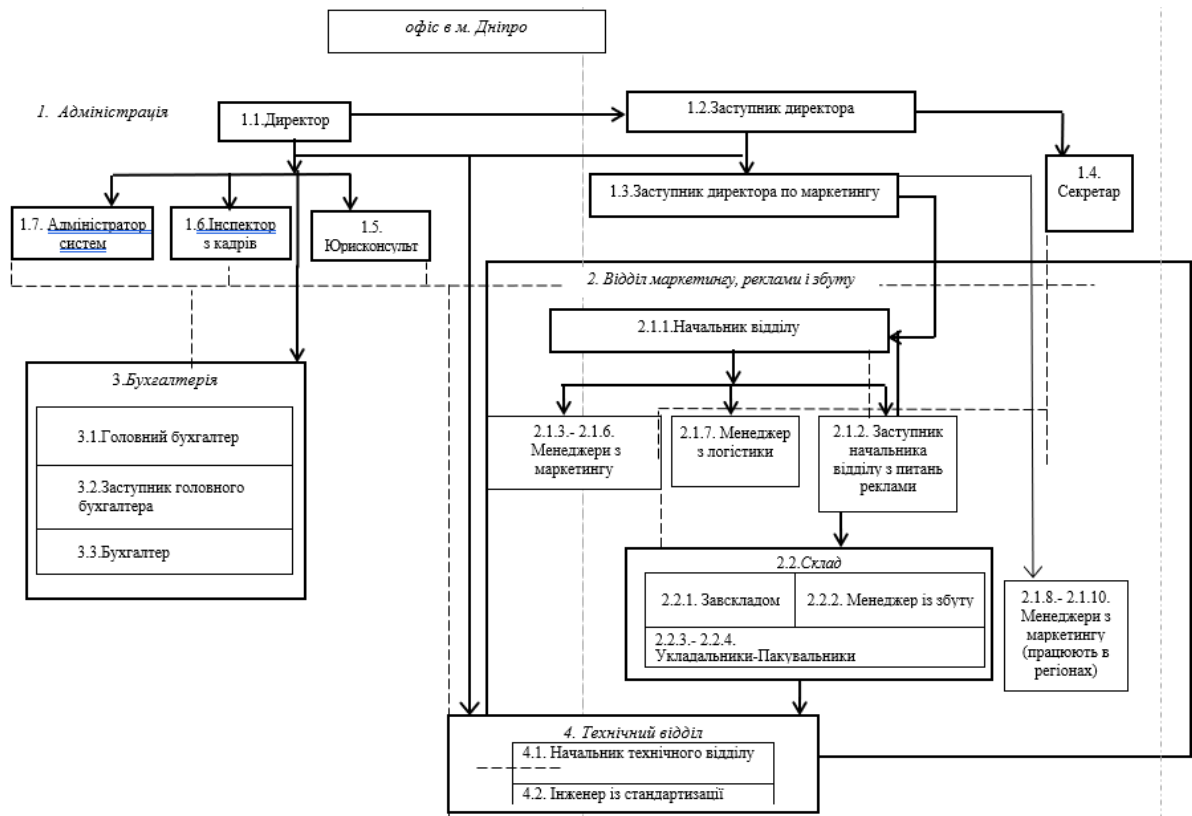 офіс в м. Дніпро
1. Адміністрація
1.1.Директор
1.2.Заступник директора
1.3.Заступник директора по маркетингу
1.4.
Секретар
1.7. Адміністратор
систем
1.6.Інспектор
з кадрів
1.5.
Юрисконсульт
2. Відділ маркетингу, реклами і збуту
2.1.1.Начальник відділу
3.Бухгалтерія
3.1.Головний бухгалтер
3.2.Заступник головного
бухгалтера
3.3.Бухгалтер
2.1.3.- 2.1.6.
Менеджери з
маркетингу
2.1.7. Менеджер
з логістики
2.1.2. Заступник
начальника
відділу з питань
реклами
2.2.Склад
2.2.1. Завскладом
2.2.2. Менеджер із збуту
2.2.3.- 2.2.4.
Укладальники-Пакувальники
2.1.8.- 2.1.10.
Менеджери з
маркетингу
(працюють в
регіонах)
4. Технічний відділ
4.1. Начальник технічного відділу
4.2. Інженер із стандартизації